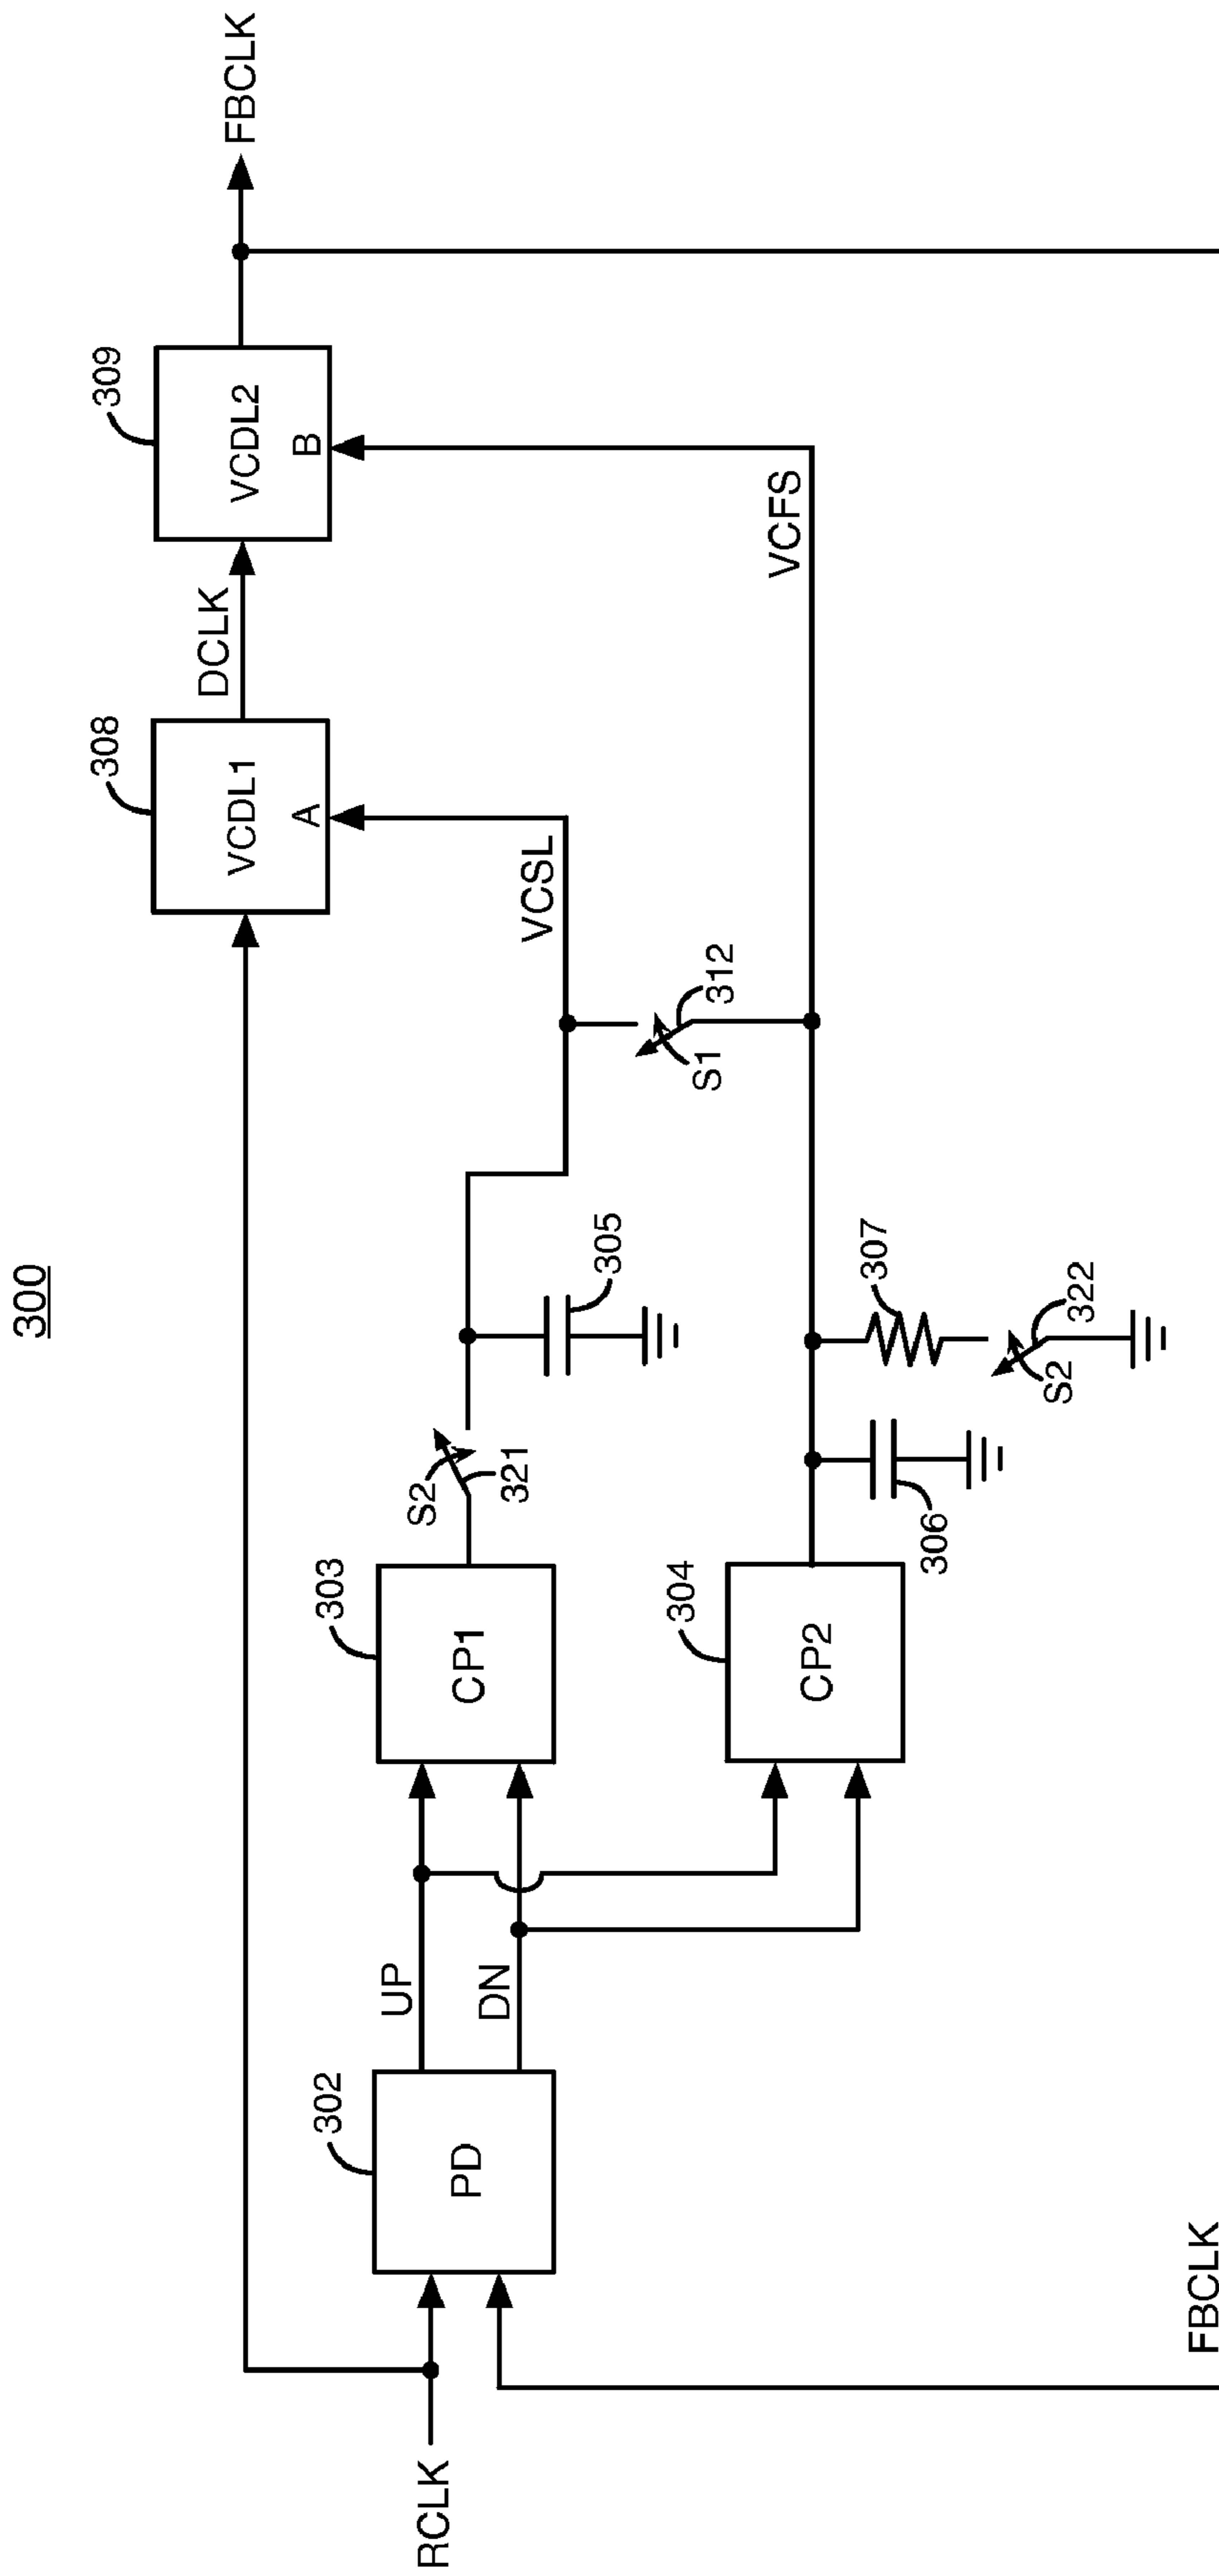 300
RCLK
FBCLK
302
PD
UP
DN
303
CP1
304
CP2
S2
321
305
306
307
S2
322
VCSL
S1
312
VCFS
308
VCDL1
A
DCLK
309
VCDL2
B
FBCLK